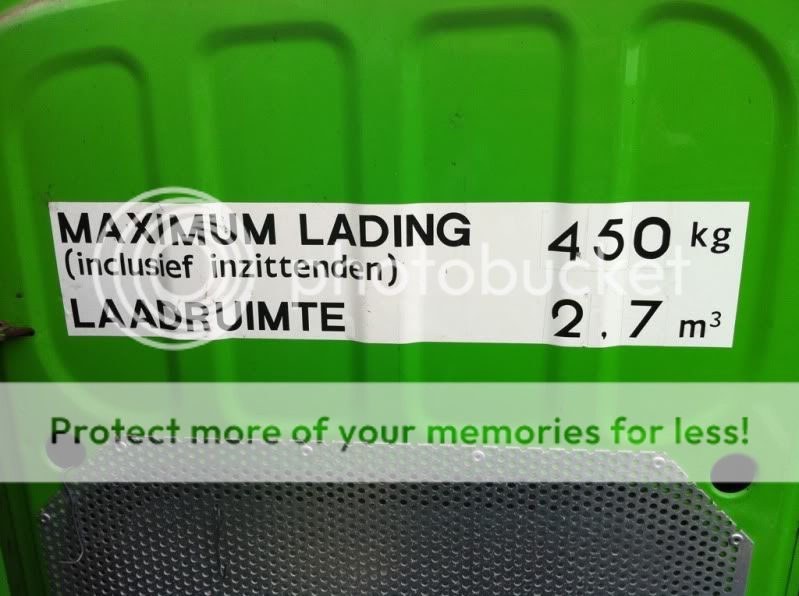 MAXIMUM LADING 450 kg
(inclusief inzittenden)
LAADRUIMTE 2,7 m³
photobucket
Protect more of your memories for less!